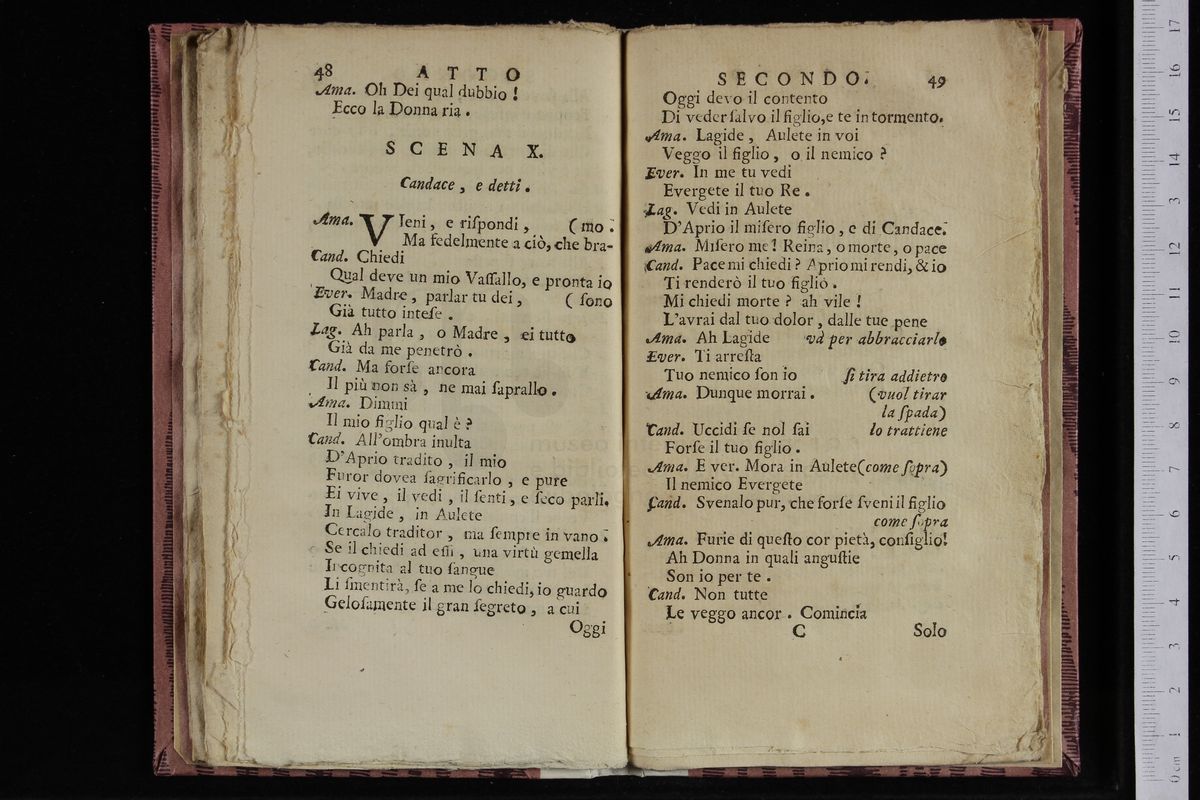 48 ATTO
Ama. Oh Dei qual dubbio !
Ecco la Donna ria .
SCENA X.
Candace , e detti .
Ama. VIeni , e riſpondi , ( mo .
Ma fedelmente a ciò, che bra-
Cand. Chiedi
Qual deve un mio Vaſſallo, e pronta io
Ever. Madre , parlar tu dei , ( ſono
Già tutto inteſe .
Lag. Ah parla , o Madre , ei tutto
Già da me penetrò .
Cand. Ma forſe ancora
Il più non sà , ne mai ſaprallo .
Ama. Dimmi
Il mio figlio qual è ?
Cand. All'ombra inulta
D'Aprio tradito , il mio
Furor dovea ſagrificarlo , e pure
Ei vive , il vedi , il ſenti , e ſeco parli.
In Lagide , in Aulete
Cercalo traditor , ma ſempre in vano .
Se il chiedi ad eſſi , una virtù gemella
Incognita al tuo ſangue
Li ſmentirà, ſe a me lo chiedi, io guardo
Geloſamente il gran ſegreto , a cui
Oggi
SECONDO. 49
Oggi devo il contento
Di veder ſalvo il figlio,e te in tormento.
Ama. Lagide , Aulete in voi
Veggo il figlio , o il nemico ?
Ever. In me tu vedi
Evergete il tuo Re .
Lag. Vedi in Aulete
D'Aprio il miſero figlio , e di Candace.
Ama. Miſero me ! Reina , o morte , o pace
Cand. Pace mi chiedi ? Aprio mi rendi, & io
Ti renderò il tuo figlio .
Mi chiedi morte ? ah vile !
L'avrai dal tuo dolor , dalle tue pene
Ama. Ah Lagide và per abbracciarlo
Ever. Ti arreſta
Tuo nemico ſon io ſi tira addietro
Ama. Dunque morrai . (vuol tirar
la ſpada)
Cand. Uccidi ſe nol ſai lo trattiene
Forſe il tuo figlio .
Ama. E ver. Mora in Aulete(come ſopra)
Il nemico Evergete
Cand. Svenalo pur, che forſe ſveni il figlio
come ſopra
Ama. Furie di queſto cor pietà, conſiglio!
Ah Donna in quali anguſtie
Son io per te .
Cand. Non tutte
Le veggo ancor . Comincia
C Solo